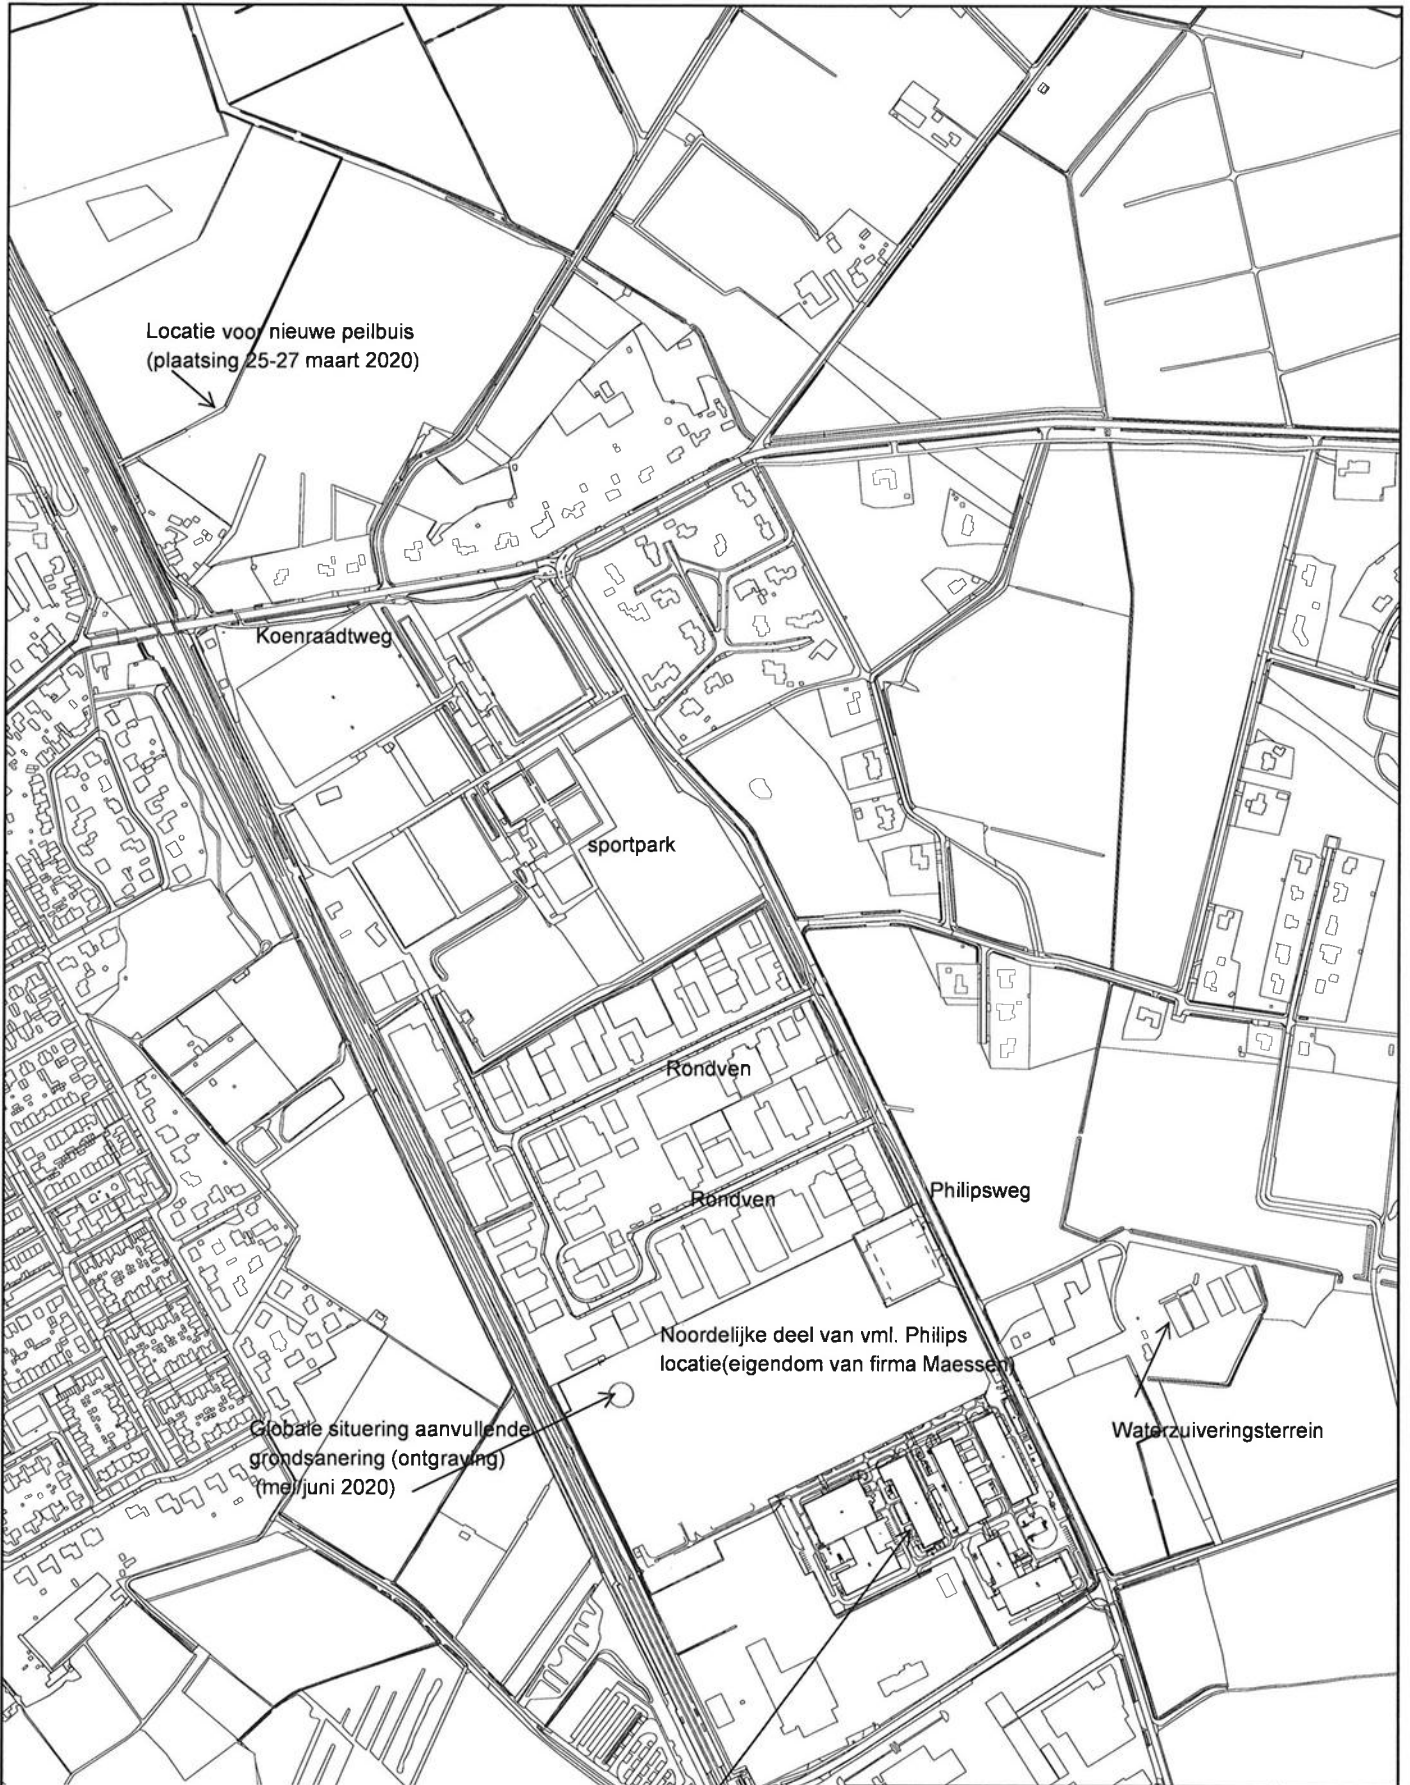 Locatie voor nieuwe peilbuis
(plaatsing 25-27 maart 2020)
Koenraadtweg
sportpark
Rondven
Rondven
Philipsweg
Noordelijke deel van vml. Philips
locatie(eigendom van firma Maessen)
Globale situering aanvullende
grondsanering (ontgraving)
(mei/juni 2020)
Waterzuiveringsterrein